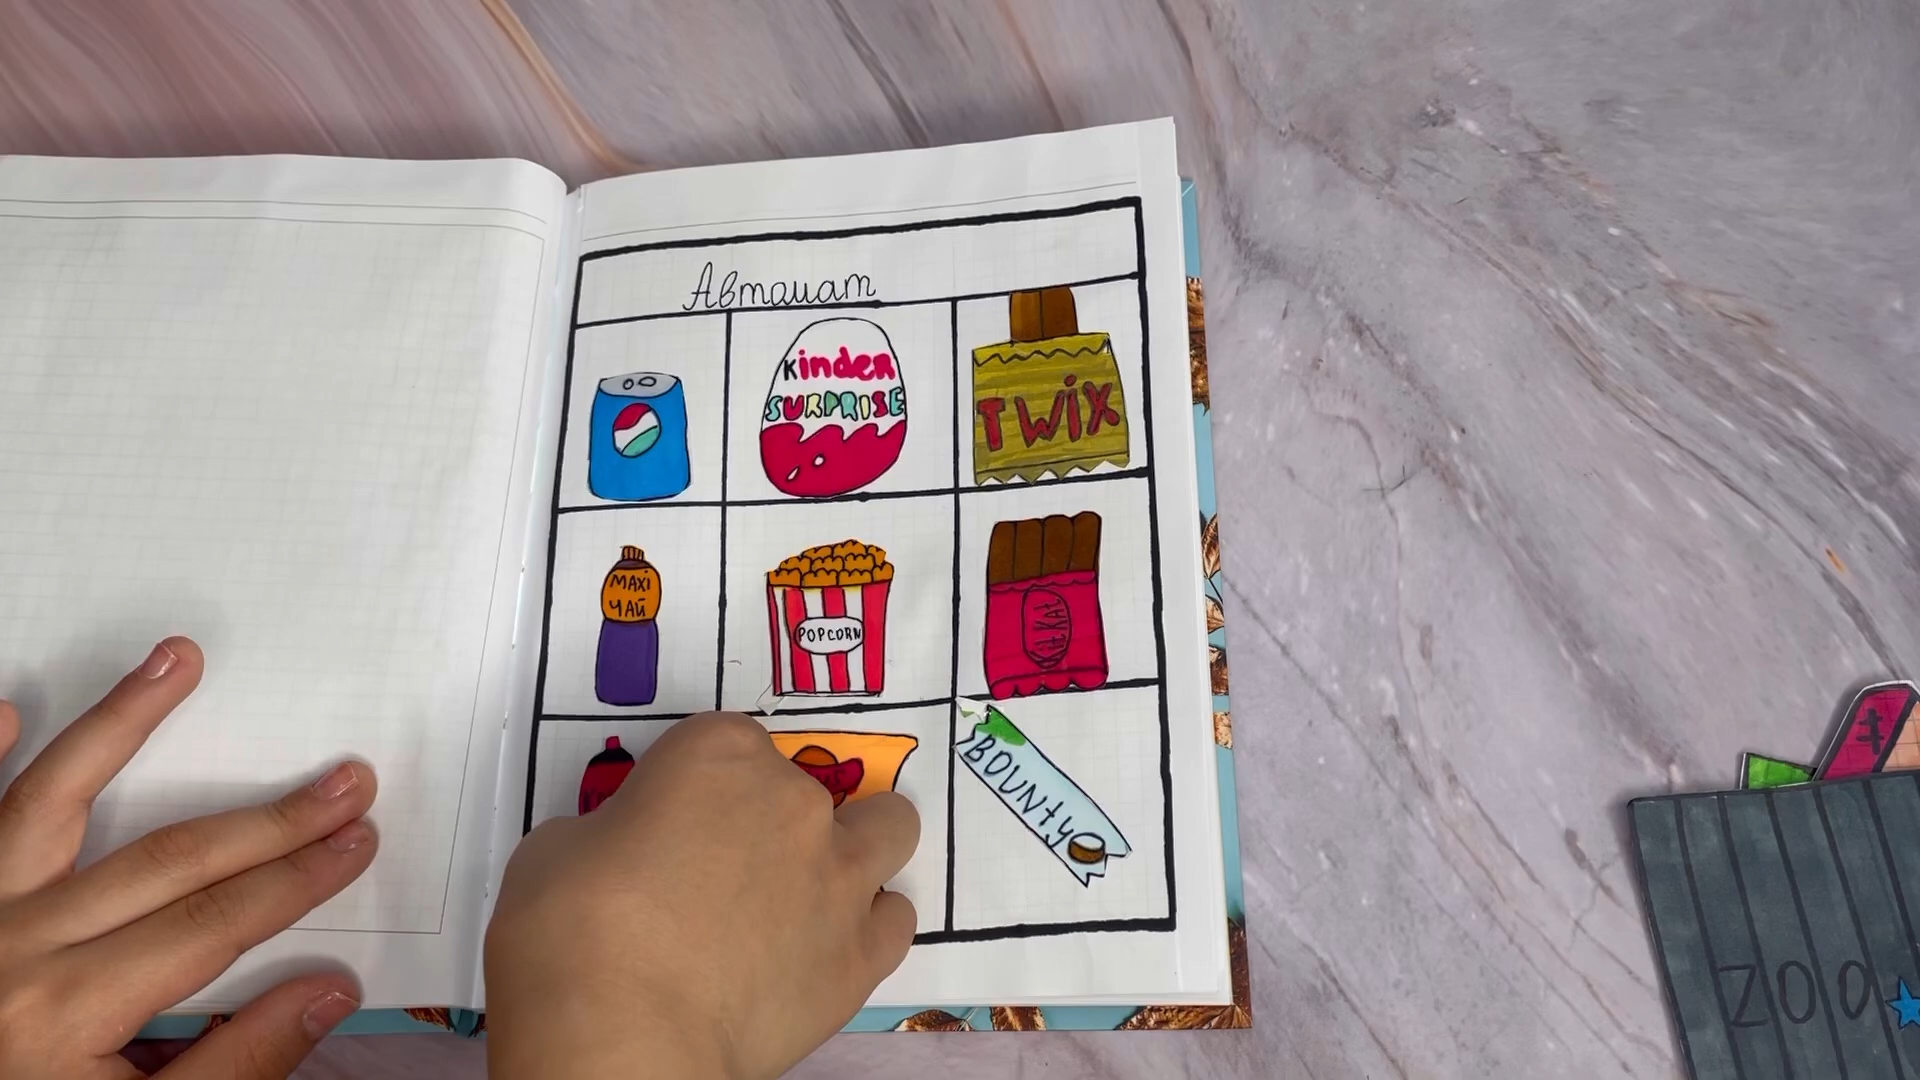 Автомат
Kinder
SURPRISE
TWiX
MAXi
ЧАЙ
POPCORN
KitKat
BOUNTY
ZOO